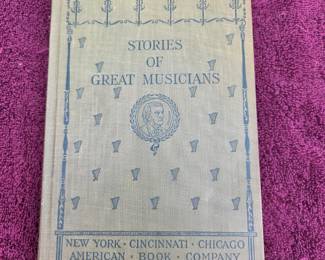 STORIES
OF
GREAT MUSICIANS
NEW YORK · CINCINNATI · CHICAGO
AMERICAN · BOOK · COMPANY